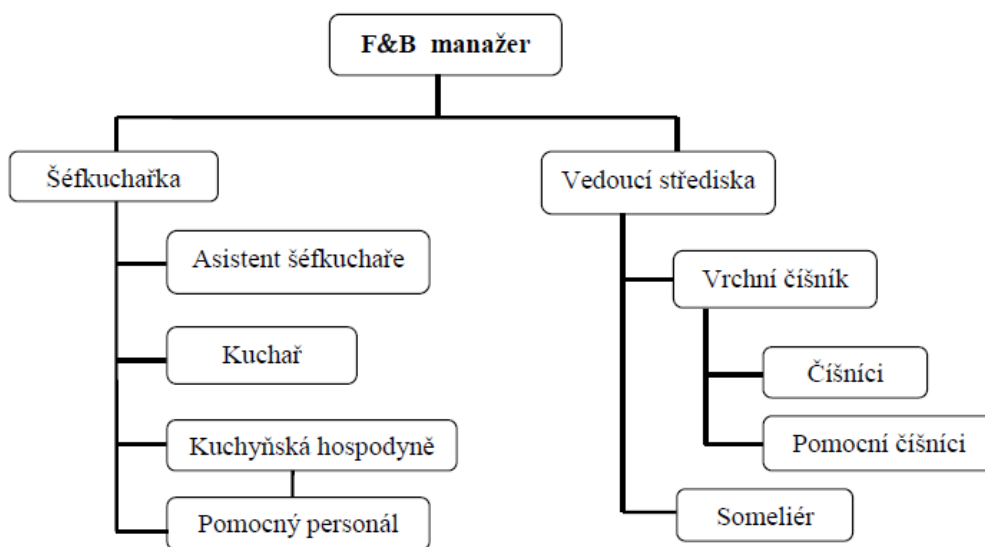 F&B manažer
Šéfkuchařka
Vedoucí střediska
Asistent šéfkuchaře
Vrchní číšník
Kuchař
Číšníci
Kuchyňská hospodyně
Pomocní číšníci
Pomocný personál
Someliér